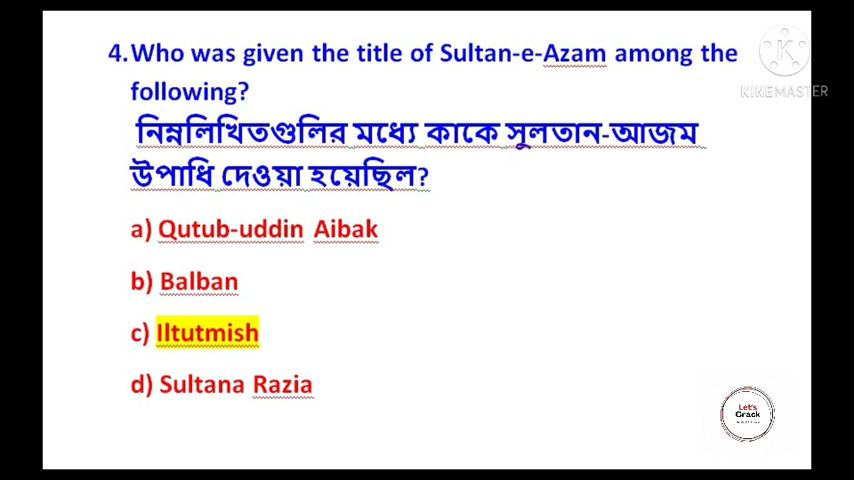 4.Who was given the title of Sultan-e-Azam among the
following?
নিম্নলিখিতগুলির মধ্যে কাকে সুলতান-আজম
উপাধি দেওয়া হয়েছিল?
a) Qutub-uddin Aibak
b) Balban
c) Iltutmish
d) Sultana Razia
K
KINEMASTER
Let's
Crack